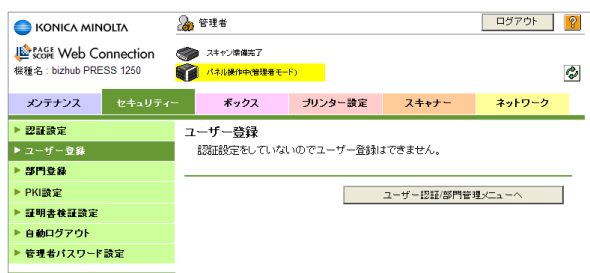 KONICA MINOLTA
管理者
ログアウト
?
PAGE SCOPE Web Connection
スキャン準備完了
機種名 : bizhub PRESS 1250
パネル操作中(管理者モード)
メンテナンス
セキュリティー
ボックス
プリンター設定
スキャナー
ネットワーク
認証設定
ユーザー登録
部門登録
PKI設定
証明書検証設定
自動ログアウト
管理者パスワード設定
ユーザー登録
認証設定をしていないのでユーザー登録はできません。
ユーザー認証/部門管理メニューへ